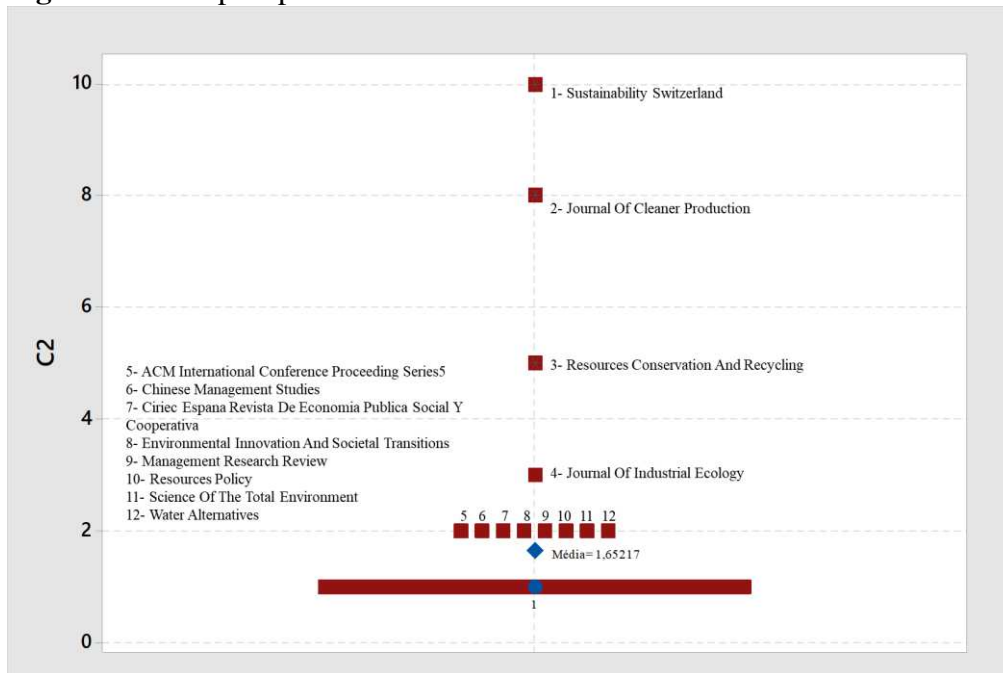 10
1- Sustainability Switzerland
8
2- Journal Of Cleaner Production
6
C2
3- Resources Conservation And Recycling
5- ACM International Conference Proceeding Series5
6- Chinese Management Studies
7- Ciriec Espana Revista De Economia Publica Social Y
Cooperativa
8- Environmental Innovation And Societal Transitions
9- Management Research Review
10- Resources Policy
11- Science Of The Total Environment
12- Water Alternatives
4
4- Journal Of Industrial Ecology
5 6 7 8 9 10 11 12
2
Média= 1,65217
1
0